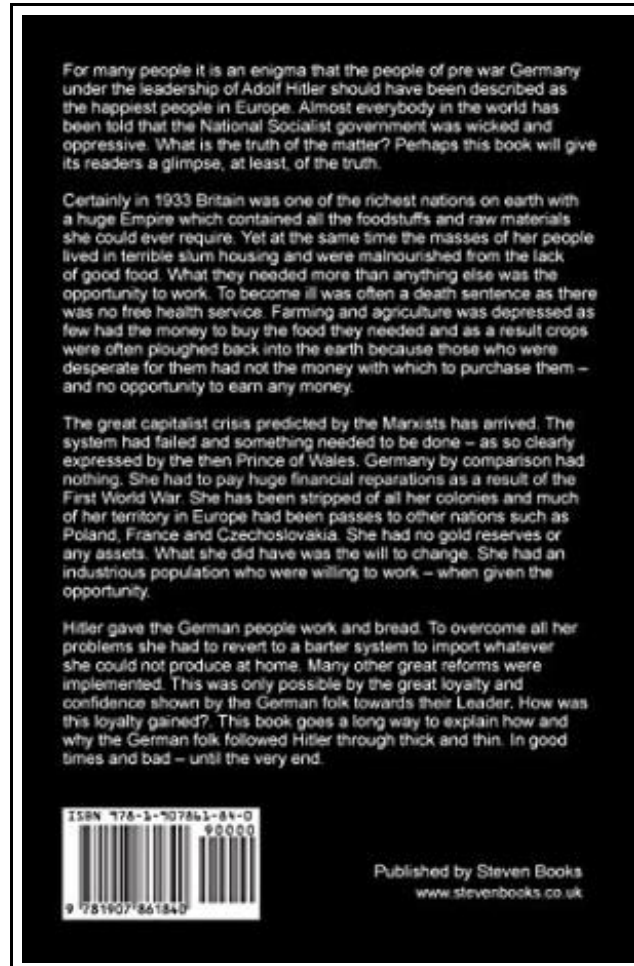 For many people it is an enigma that the people of pre war Germany
under the leadership of Adolf Hitler should have been described as
the happiest people in Europe. Almost everybody in the world has
been told that the National Socialist government was wicked and
oppressive. What is the truth of the matter? Perhaps this book will give
its readers a glimpse, at least, of the truth.
Certainly in 1933 Britain was one of the richest nations on earth with
a huge Empire which contained all the foodstuffs and raw materials
she could ever require. Yet at the same time the masses of her people
lived in terrible slum housing and were malnourished from the lack
of good food. What they needed more than anything else was the
opportunity to work. To become ill was often a death sentence as there
was no free health service. Farming and agriculture was depressed as
few had the money to buy the food they needed and as a result crops
were often ploughed back into the earth because those who were
desperate for them had not the money with which to purchase them –
and no opportunity to earn any money.
The great capitalist crisis predicted by the Marxists has arrived. The
system had failed and something needed to be done – as so clearly
expressed by the then Prince of Wales. Germany by comparison had
nothing. She had to pay huge financial reparations as a result of the
First World War. She has been stripped of all her colonies and much
of her territory in Europe had been passes to other nations such as
Poland, France and Czechoslovakia. She had no gold reserves or
any assets. What she did have was the will to change. She had an
industrious population who were willing to work – when given the
opportunity.
Hitler gave the German people work and bread. To overcome all her
problems she had to revert to a barter system to import whatever
she could not produce at home. Many other great reforms were
implemented. This was only possible by the great loyalty and
confidence shown by the German folk towards their Leader. How was
this loyalty gained?. This book goes a long way to explain how and
why the German folk followed Hitler through thick and thin. In good
times and bad – until the very end.
ISBN 978-1-907861-84-0
90000
9 781907 861840
Published by Steven Books
www.stevenbooks.co.uk